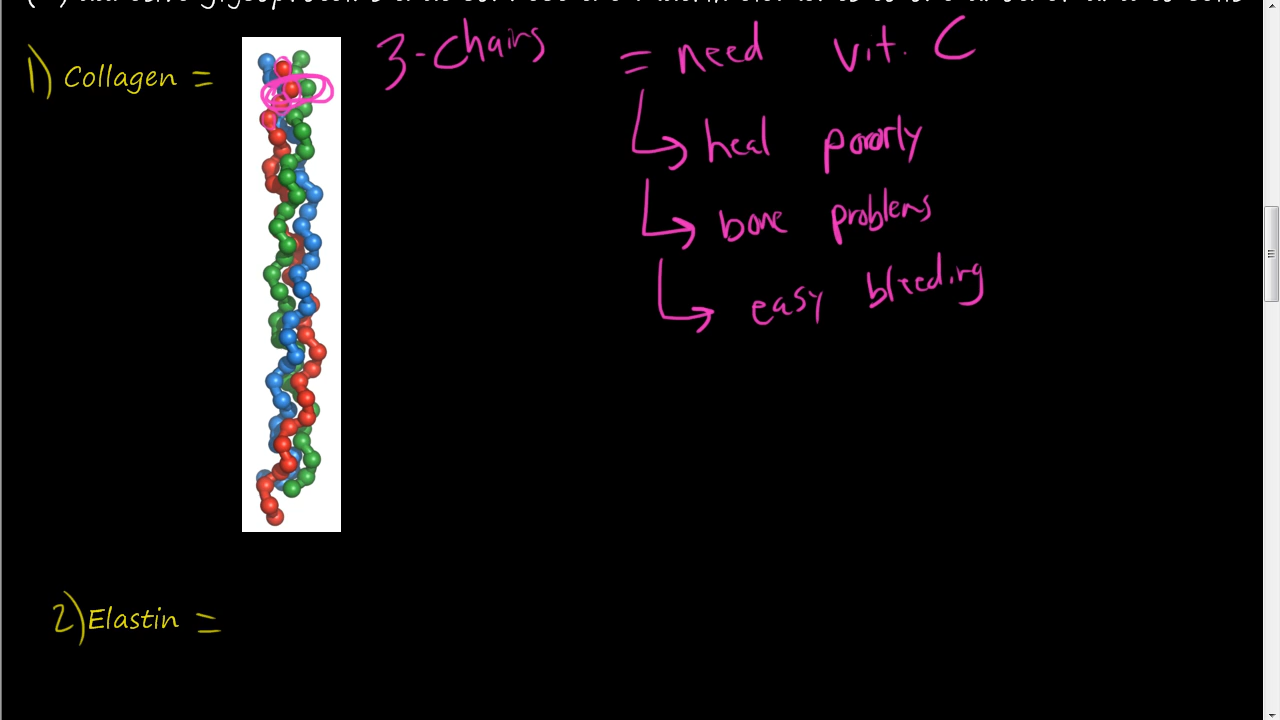 1) Collagen = 3-Chains = need vit. C
↳ heal poorly
↳ bone problems
↳ easy bleeding
2) Elastin =